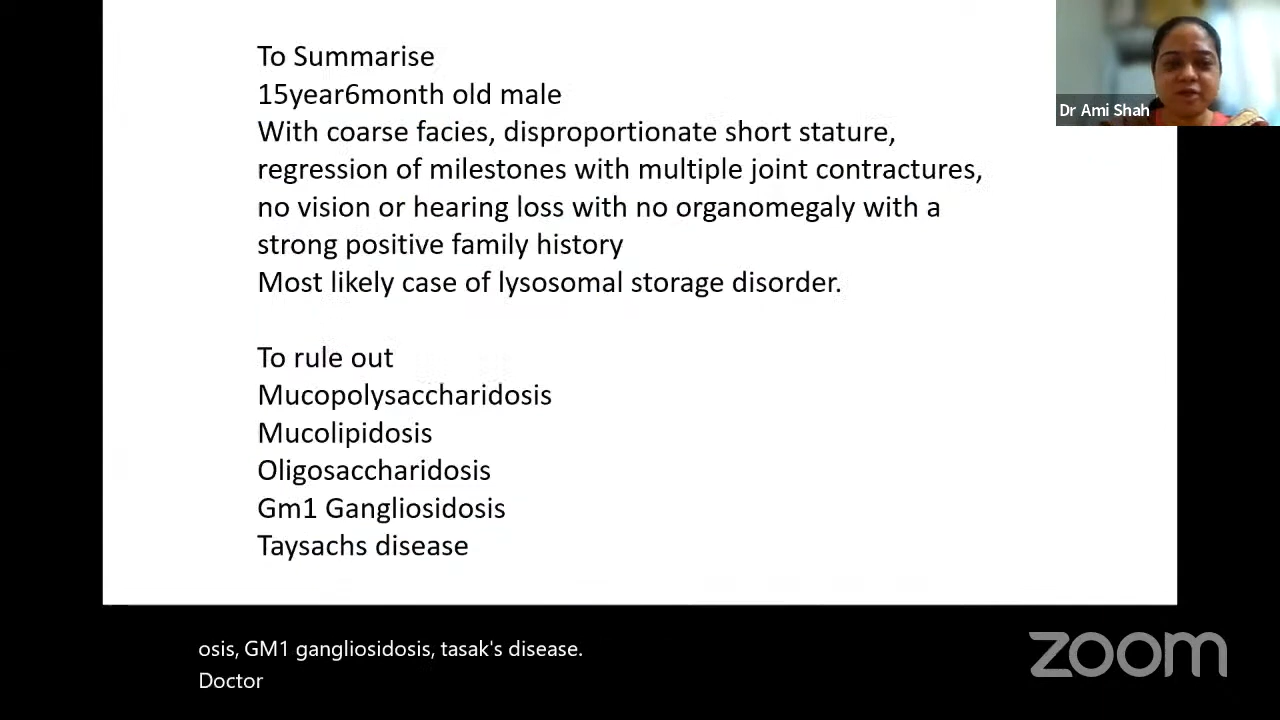 To Summarise
15year6month old male
With coarse facies, disproportionate short stature,
regression of milestones with multiple joint contractures,
no vision or hearing loss with no organomegaly with a
strong positive family history
Most likely case of lysosomal storage disorder.
To rule out
Mucopolysaccharidosis
Mucolipidosis
Oligosaccharidosis
Gm1 Gangliosidosis
Taysachs disease
Dr Ami Shah
osis, GM1 gangliosidosis, tasak's disease.
Doctor
zoom